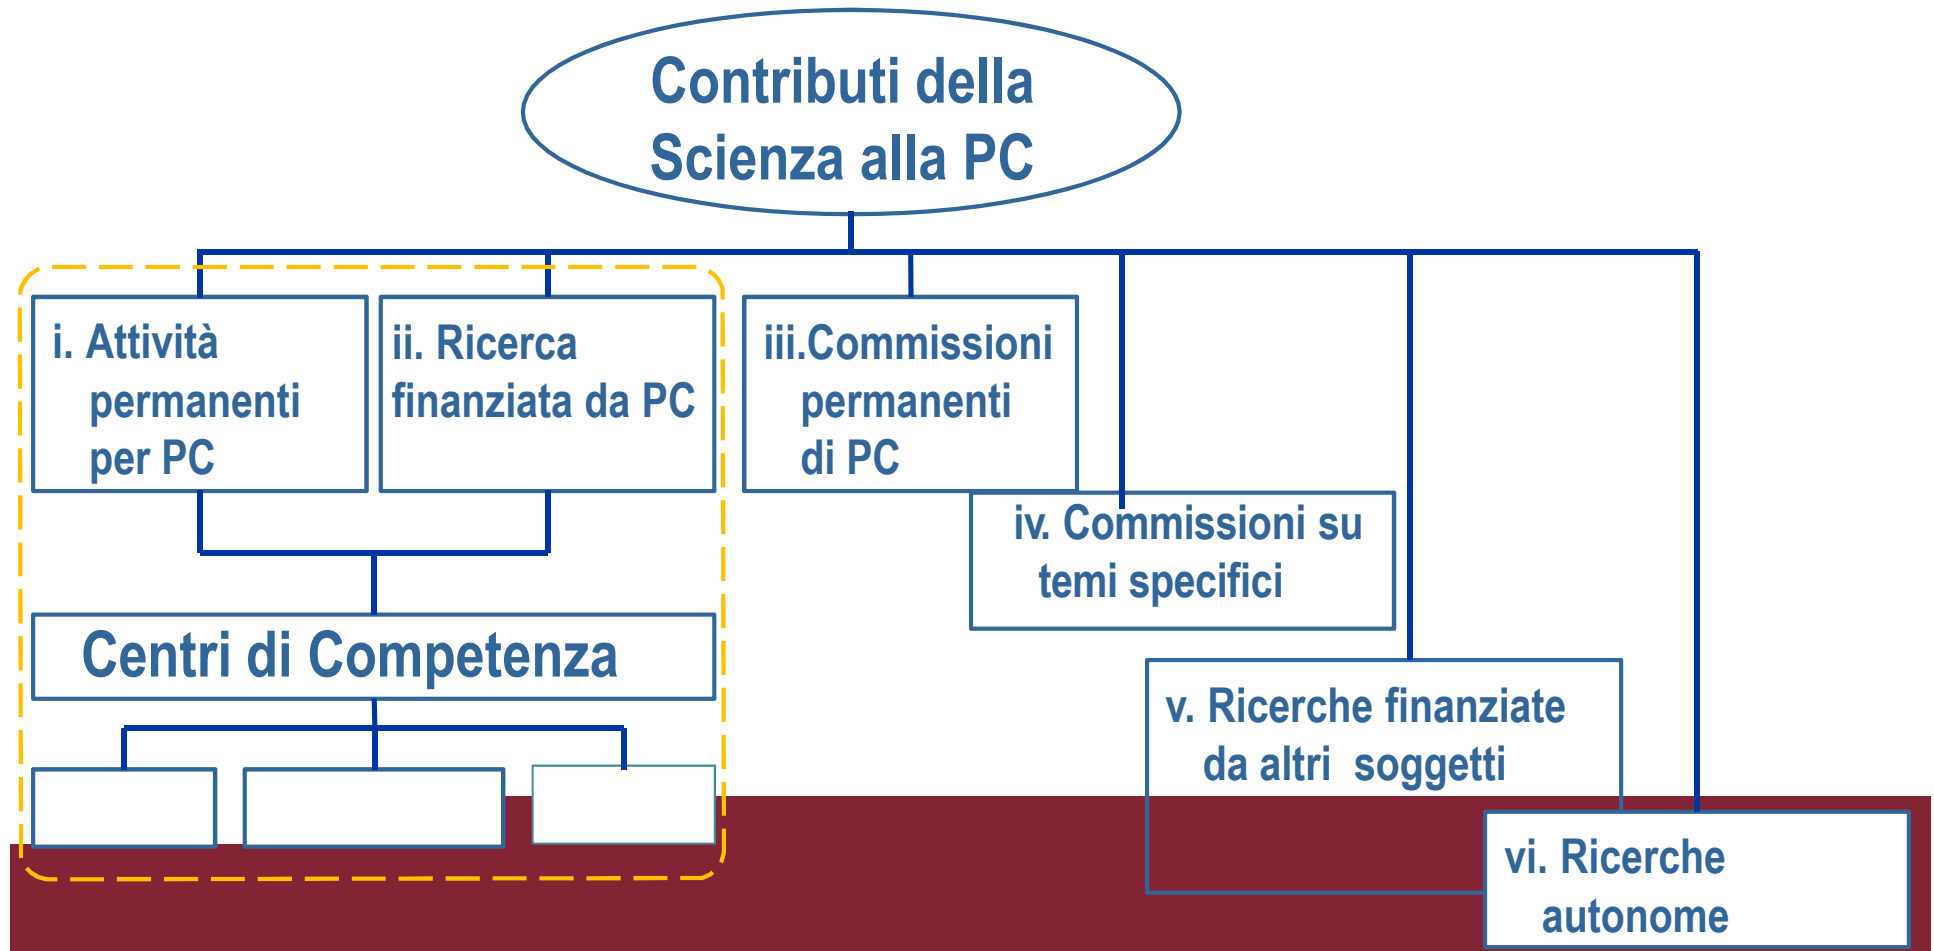 Contributi della
Scienza alla PC
i. Attività
permanenti
per PC
ii. Ricerca
finanziata da PC
iii.Commissioni
permanenti
di PC
iv. Commissioni su
temi specifici
Centri di Competenza
v. Ricerche finanziate
da altri soggetti
vi. Ricerche
autonome